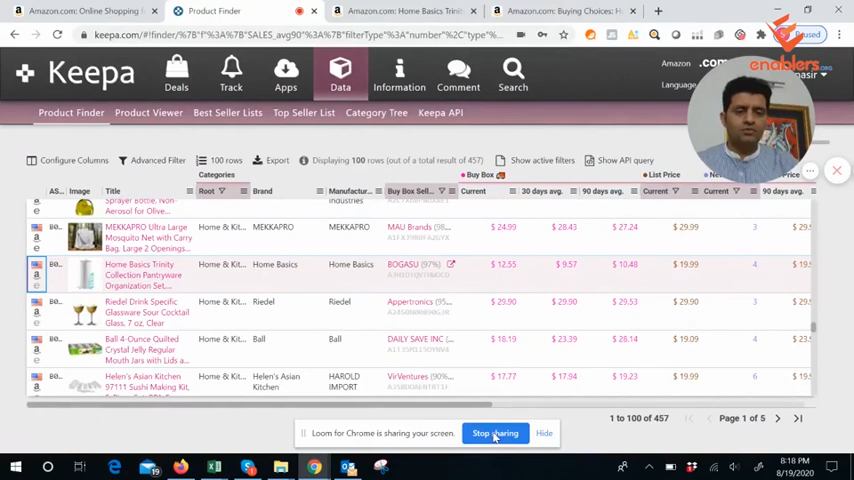 Amazon.com: Online Shopping f
Product Finder
Amazon.com: Home Basics Trinit
Amazon.com: Buying Choices: H
keepa.com/#!finder/%7B"f"%3A%7B"SALES_avg90"%3A%7B"filterType"%3A"number"%2C"type"...
Paused
enablers.ORG
Keepa
Deals
Track
Apps
Data
Information
Comment
Search
Amazon .com
Language
Product Finder
Product Viewer
Best Seller Lists
Top Seller List
Category Tree
Keepa API
Configure Columns
Advanced Filter
100 rows
Export
Displaying 100 rows (out of a total result of 457)
Show active filters
Show API query
Categories
Buy Box
List Price
AS... Image Title Root Brand Manufactur... Buy Box Sell... Current 30 days avg. 90 days avg. Current Current 90 days avg.
Sprayer Bottle, Non-
Aerosol for Olive...
Industries
MEKKAPRO Ultra Large
Mosquito Net with Carry
Bag, Large 2 Openings...
Home & Kit... MEKKAPRO MEKKAPRO MAU Brands (98... $ 24.99 $ 28.43 $ 27.24 $ 29.99 3
Home Basics Trinity
Collection Pantryware
Organization Set,...
Home & Kit... Home Basics Home Basics BOGASU (97%) $ 12.55 $ 9.57 $ 10.48 $ 19.99 4
Riedel Drink Specific
Glassware Sour Cocktail
Glass, 7 oz, Clear
Home & Kit... Riedel Riedel Appertronics (95... $ 29.90 $ 29.90 $ 29.53 $ 29.90 3
Ball 4-Ounce Quilted
Crystal Jelly Regular
Mouth Jars with Lids a...
Home & Kit... Ball Ball DAILY SAVE INC (... $ 18.19 $ 23.39 $ 28.14 $ 19.09 6
Helen's Asian Kitchen
97111 Sushi Making Kit,
Home & Kit... Helen's Asian
Kitchen
HAROLD
IMPORT
VirVentures (90%... $ 17.77 $ 17.94 $ 19.23 $ 19.99 4
1 to 100 of 457
Page 1 of 5
Loom for Chrome is sharing your screen.
Stop sharing
Hide
19
8:18 PM
8/19/2020